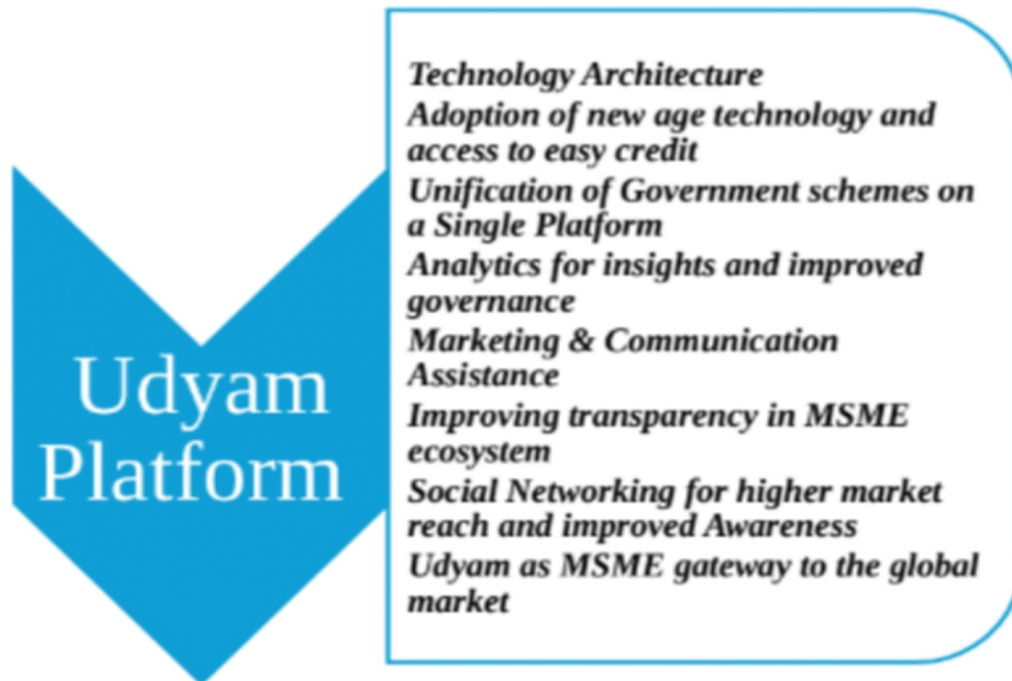 Udyam
Platform
Technology Architecture
Adoption of new age technology and
access to easy credit
Unification of Government schemes on
a Single Platform
Analytics for insights and improved
governance
Marketing & Communication
Assistance
Improving transparency in MSME
ecosystem
Social Networking for higher market
reach and improved Awareness
Udyam as MSME gateway to the global
market